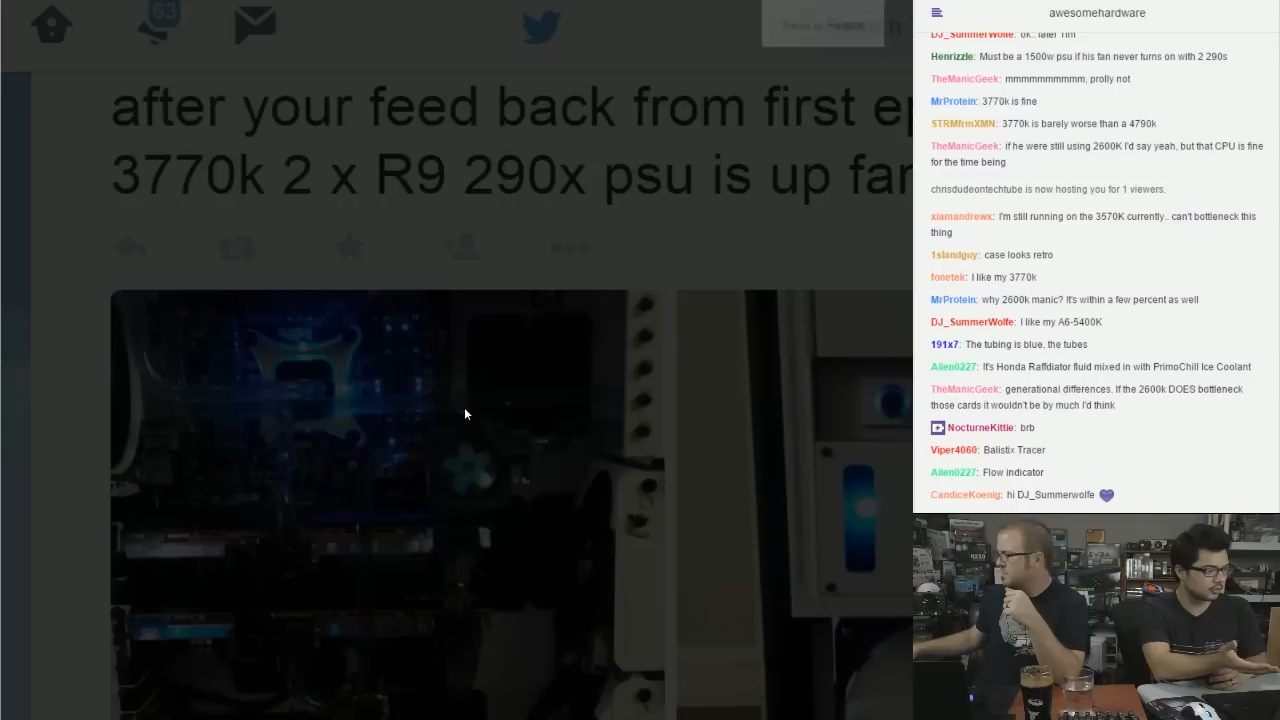 63
after your feed back from first
3770k 2 x R9 290x psu is up
awesomehardware
DJ_SummerWolfe: ok.. later Tim
Henrizzle: Must be a 1500w psu if his fan never turns on with 2 290s
TheManicGeek: mmmmmmmmmm, prolly not
MrProtein: 3770k is fine
STRMfrmXMN: 3770k is barely worse than a 4790k
TheManicGeek: if he were still using 2600K I'd say yeah, but that CPU is fine
for the time being
chrisdudeontechtube is now hosting you for 1 viewers.
xiamandrewx: I'm still running on the 3570K currently.. can't bottleneck this
thing
1slandguy: case looks retro
fonetek: I like my 3770k
MrProtein: why 2600k manic? It's within a few percent as well
DJ_SummerWolfe: I like my A6-5400K
191x7: The tubing is blue, the tubes
Alien0227: It's Honda Raffdiator fluid mixed in with PrimoChill Ice Coolant
TheManicGeek: generational differences. If the 2600k DOES bottleneck
those cards it wouldn't be by much I'd think
NocturneKittie: brb
Viper4060: Balistix Tracer
Alien0227: Flow indicator
CandiceKoenig: hi DJ_Summerwolfe